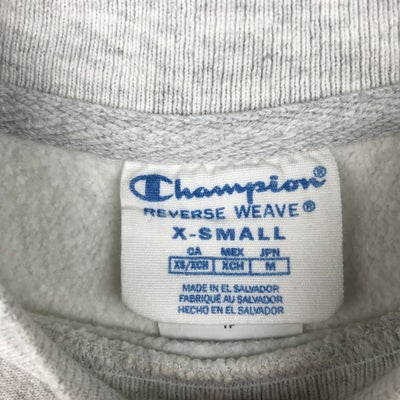 Champion®
REVERSE WEAVE®
X-SMALL
CA MEX JPN
XS/XCH XCH M
MADE IN EL SALVADOR
FABRIQUÉ AU SALVADOR
HECHO EN EL SALVADOR